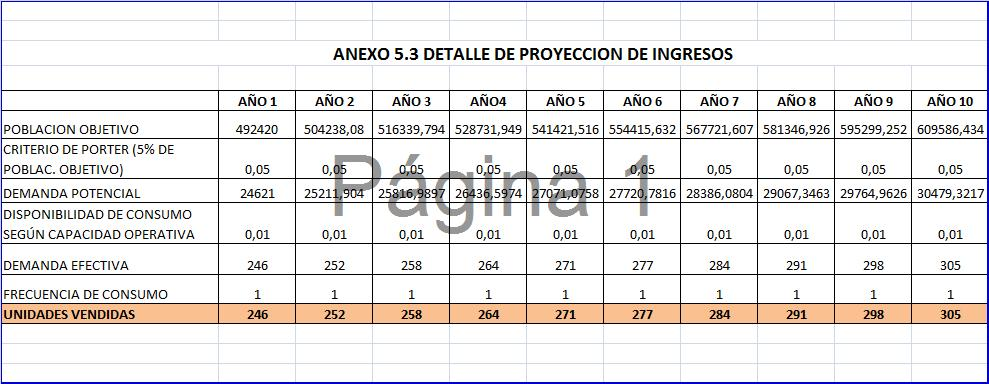 ANEXO 5.3 DETALLE DE PROYECCION DE INGRESOS
AÑO 1 AÑO 2 AÑO 3 AÑO4 AÑO 5 AÑO 6 AÑO 7 AÑO 8 AÑO 9 AÑO 10
POBLACION OBJETIVO 492420 504238,08 516339,794 528731,949 541421,516 554415,632 567721,607 581346,926 595299,252 609586,434
CRITERIO DE PORTER (5% DE
POBLAC. OBJETIVO) 0,05 0,05 0,05 0,05 0,05 0,05 0,05 0,05 0,05 0,05
DEMANDA POTENCIAL 24621 25211,904 25816,9897 26436,5974 27071,0758 27720,7816 28386,0804 29067,3463 29764,9626 30479,3217
DISPONIBILIDAD DE CONSUMO
SEGÚN CAPACIDAD OPERATIVA 0,01 0,01 0,01 0,01 0,01 0,01 0,01 0,01 0,01 0,01
DEMANDA EFECTIVA 246 252 258 264 271 277 284 291 298 305
FRECUENCIA DE CONSUMO 1 1 1 1 1 1 1 1 1 1
UNIDADES VENDIDAS 246 252 258 264 271 277 284 291 298 305
Página 1